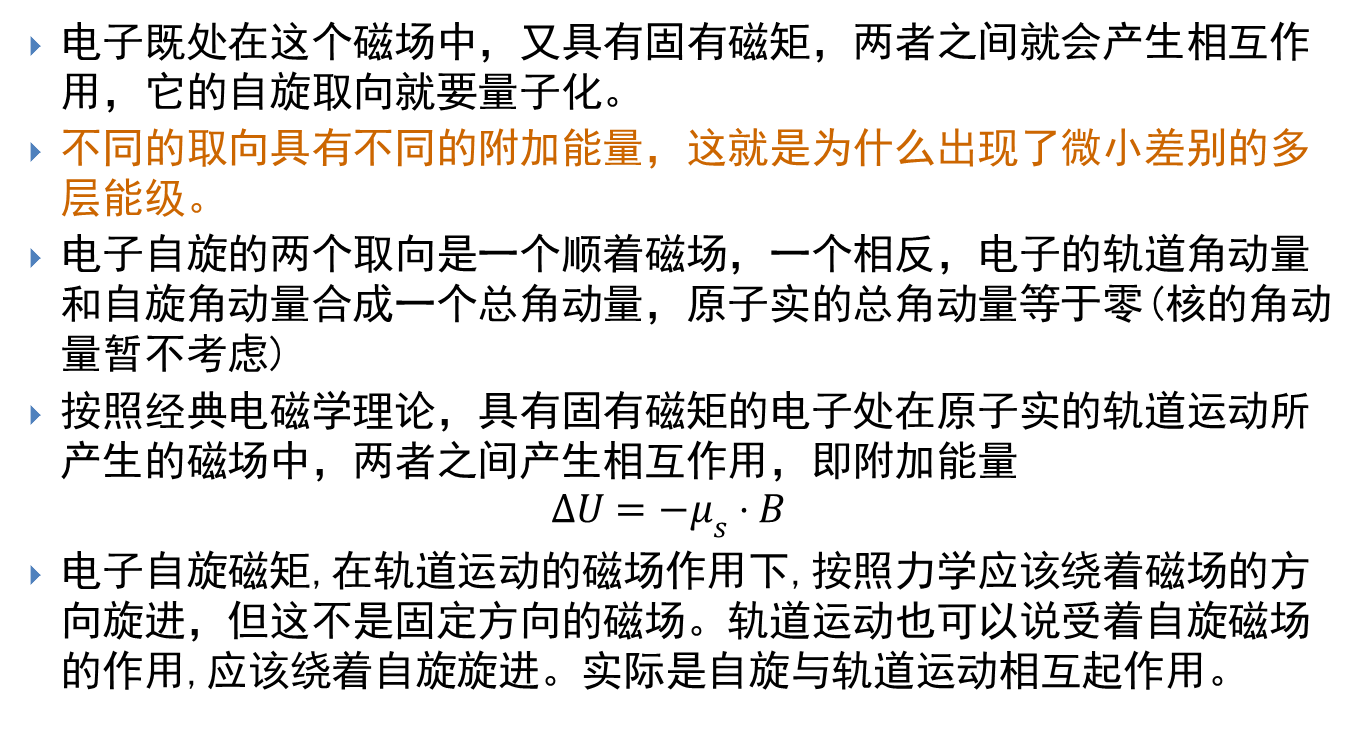 电子既处在这个磁场中，又具有固有磁矩，两者之间就会产生相互作
用，它的自旋取向就要量子化。
不同的取向具有不同的附加能量，这就是为什么出现了微小差别的多
层能级。
电子自旋的两个取向是一个顺着磁场，一个相反，电子的轨道角动量
和自旋角动量合成一个总角动量，原子实的总角动量等于零(核的角动
量暂不考虑)
按照经典电磁学理论，具有固有磁矩的电子处在原子实的轨道运动所
产生的磁场中，两者之间产生相互作用，即附加能量
ΔU = −μₛ · B
电子自旋磁矩,在轨道运动的磁场作用下,按照力学应该绕着磁场的方
向旋进，但这不是固定方向的磁场。轨道运动也可以说受着自旋磁场
的作用,应该绕着自旋旋进。实际是自旋与轨道运动相互起作用。